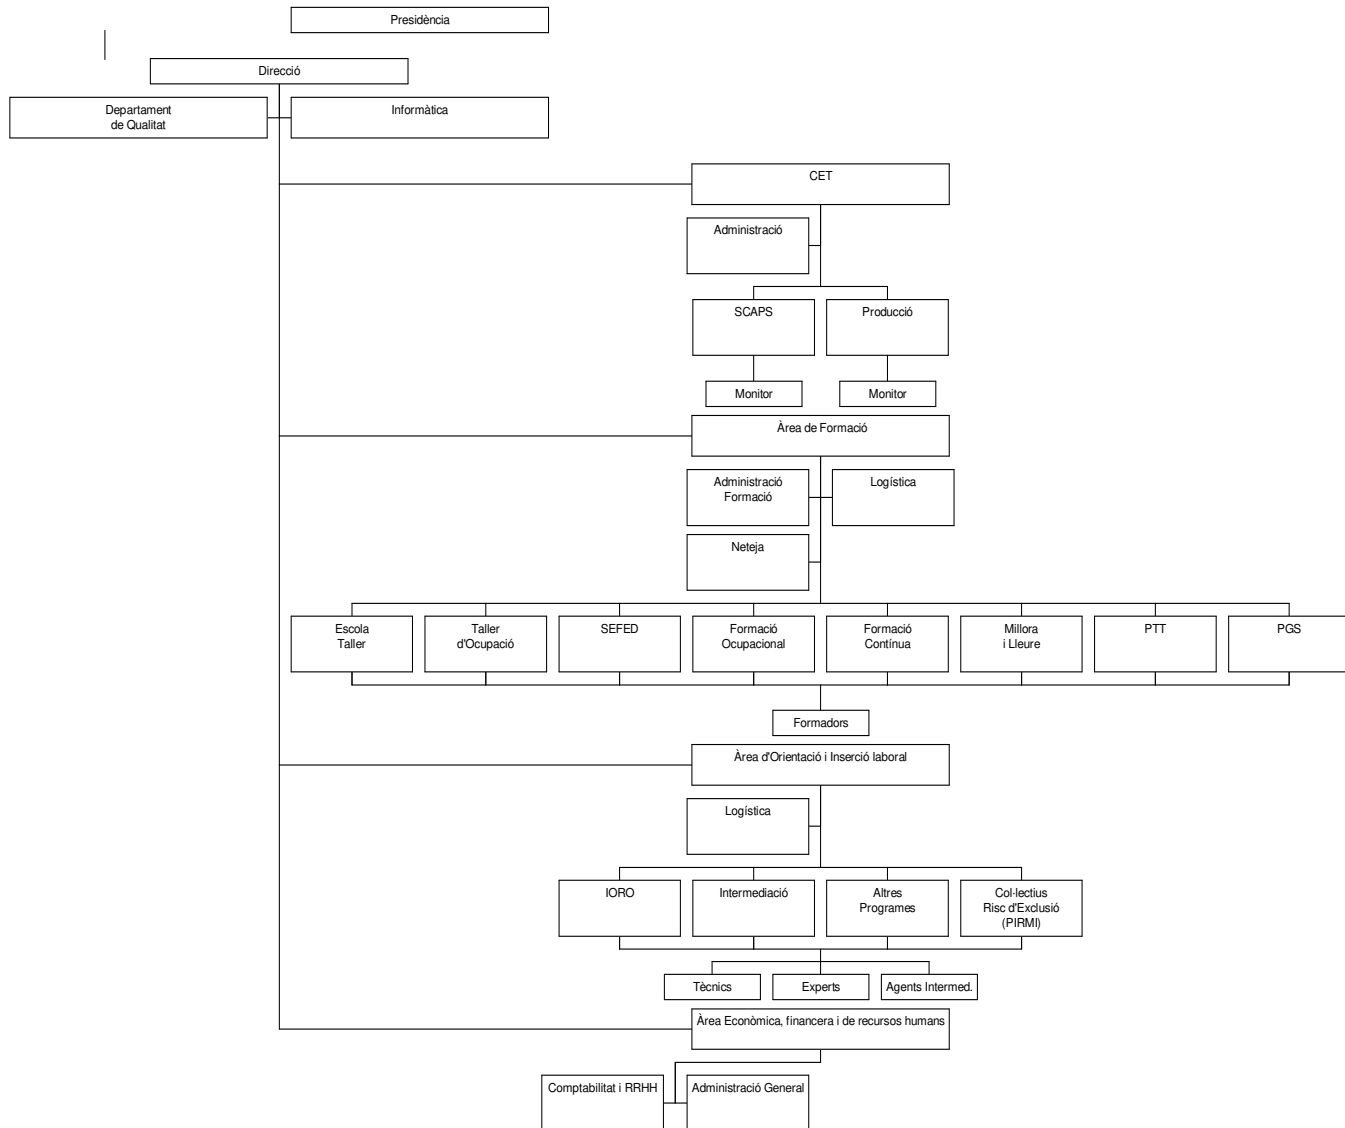 Presidència
Direcció
Departament
de Qualitat
Informàtica
CET
Administració
SCAPS
Producció
Monitor
Monitor
Àrea de Formació
Administració
Formació
Logística
Neteja
Escola
Taller
Taller
d'Ocupació
SEFED
Formació
Ocupacional
Formació
Contínua
Millora
i Lleure
PTT
PGS
Formadors
Àrea d'Orientació i Inserció laboral
Logística
IORO
Intermediació
Altres
Programes
Col·lectius
Risc d'Exclusió
(PIRMI)
Tècnics
Experts
Agents Intermed.
Àrea Econòmica, financera i de recursos humans
Comptabilitat i RRHH
Administració General